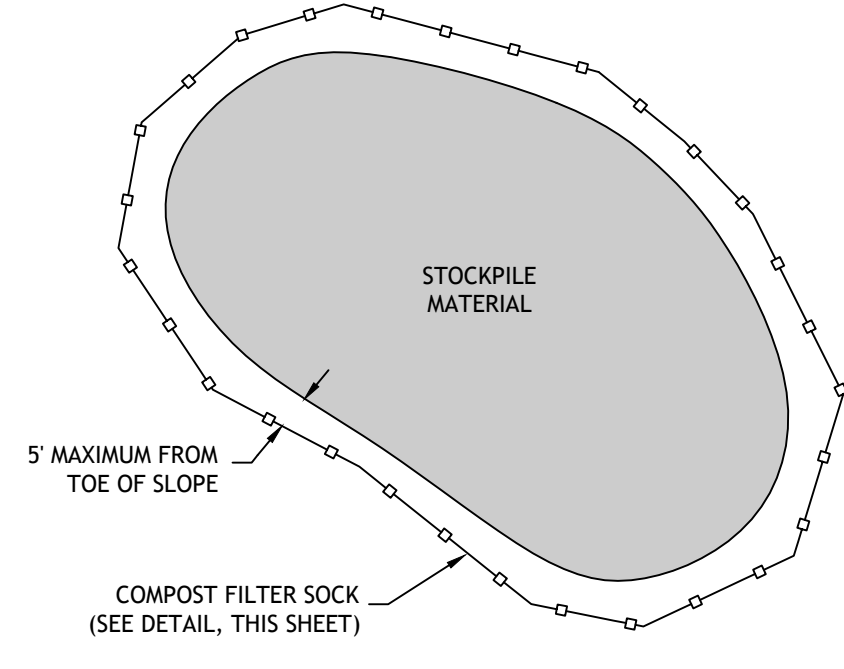 STOCKPILE
MATERIAL
5' MAXIMUM FROM
TOE OF SLOPE
COMPOST FILTER SOCK
(SEE DETAIL, THIS SHEET)